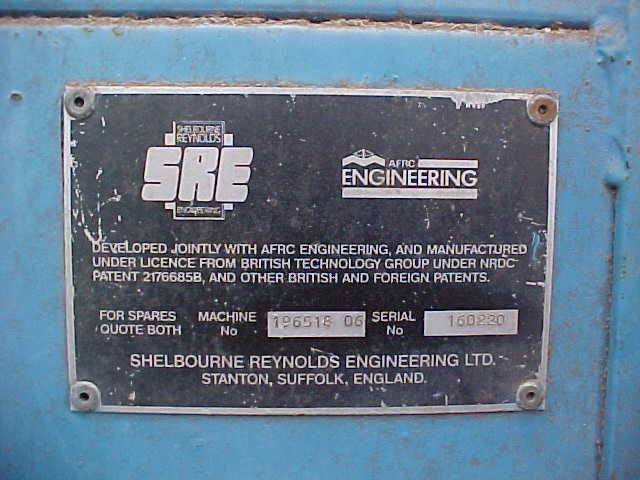 SHELBOURNE
REYNOLDS
SRE
ENGINEERING
AFRC
ENGINEERING
DEVELOPED JOINTLY WITH AFRC ENGINEERING, AND MANUFACTURED
UNDER LICENCE FROM BRITISH TECHNOLOGY GROUP UNDER NRDC
PATENT 2176685B, AND OTHER BRITISH AND FOREIGN PATENTS.
FOR SPARES QUOTE BOTH
MACHINE No 196518 06
SERIAL No 160220
SHELBOURNE REYNOLDS ENGINEERING LTD.
STANTON, SUFFOLK, ENGLAND.